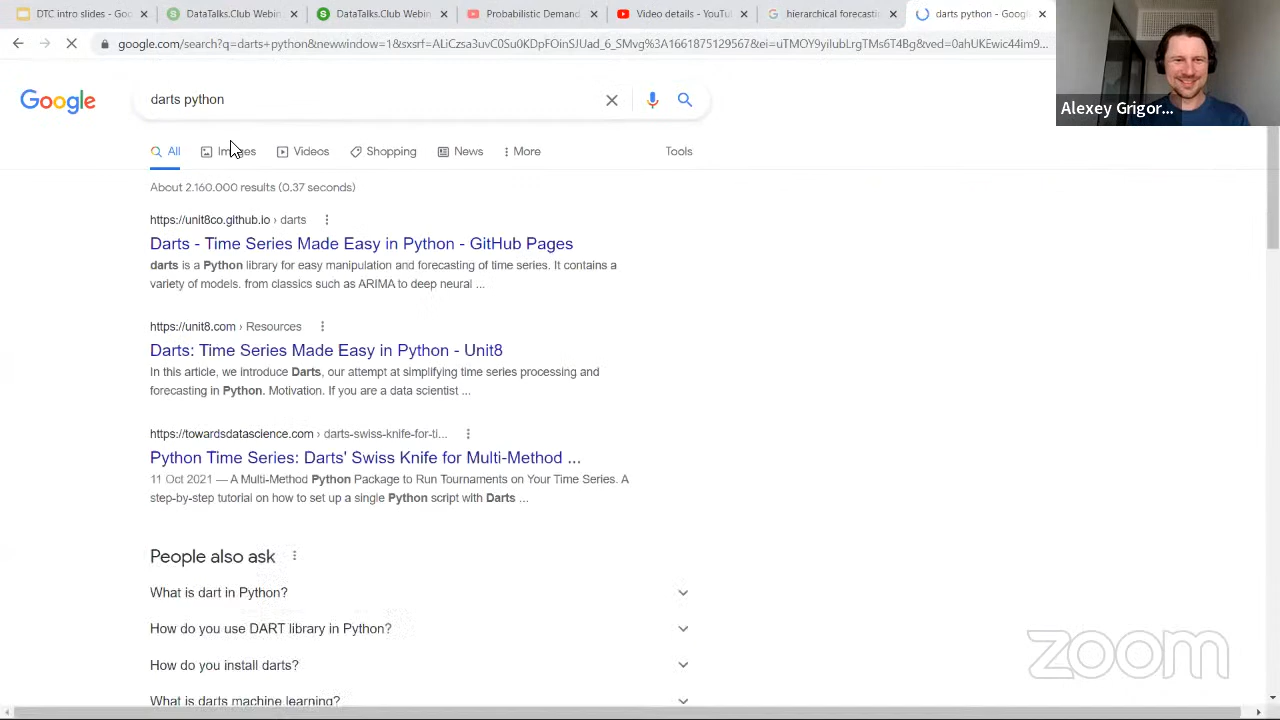 DTC intro slides - Goo
DataTalks.Club Webin
DataTalks.Club Webin
Probabilistic Demand
Video details - YouTu
hierarchical forecastin
darts python - Google
google.com/search?q=darts+python&newwindow=1&sxsrf=
Google
darts python
All
Images
Videos
Shopping
News
More
Tools
About 2.160.000 results (0,37 seconds)
https://unit8co.github.io › darts
Darts - Time Series Made Easy in Python - GitHub Pages
darts is a Python library for easy manipulation and forecasting of time series. It contains a
variety of models, from classics such as ARIMA to deep neural ...
https://unit8.com › Resources
Darts: Time Series Made Easy in Python - Unit8
In this article, we introduce Darts, our attempt at simplifying time series processing and
forecasting in Python. Motivation. If you are a data scientist ...
https://towardsdatascience.com › darts-swiss-knife-for-ti...
Python Time Series: Darts' Swiss Knife for Multi-Method ...
11 Oct 2021 — A Multi-Method Python Package to Run Tournaments on Your Time Series. A
step-by-step tutorial on how to set up a single Python script with Darts ...
People also ask
What is dart in Python?
How do you use DART library in Python?
How do you install darts?
What is darts machine learning?
Alexey Grigor...
zoom